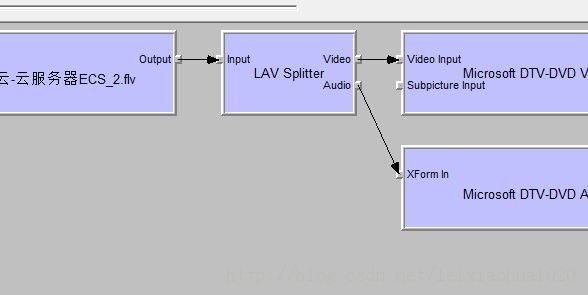 Output
云-云服务器ECS_2.flv
Input
Video
LAV Splitter
Audio
Video Input
Microsoft DTV-DVD V
Subpicture Input
XForm In
Microsoft DTV-DVD A
http://blog.csdn.net/leixiaohua1020